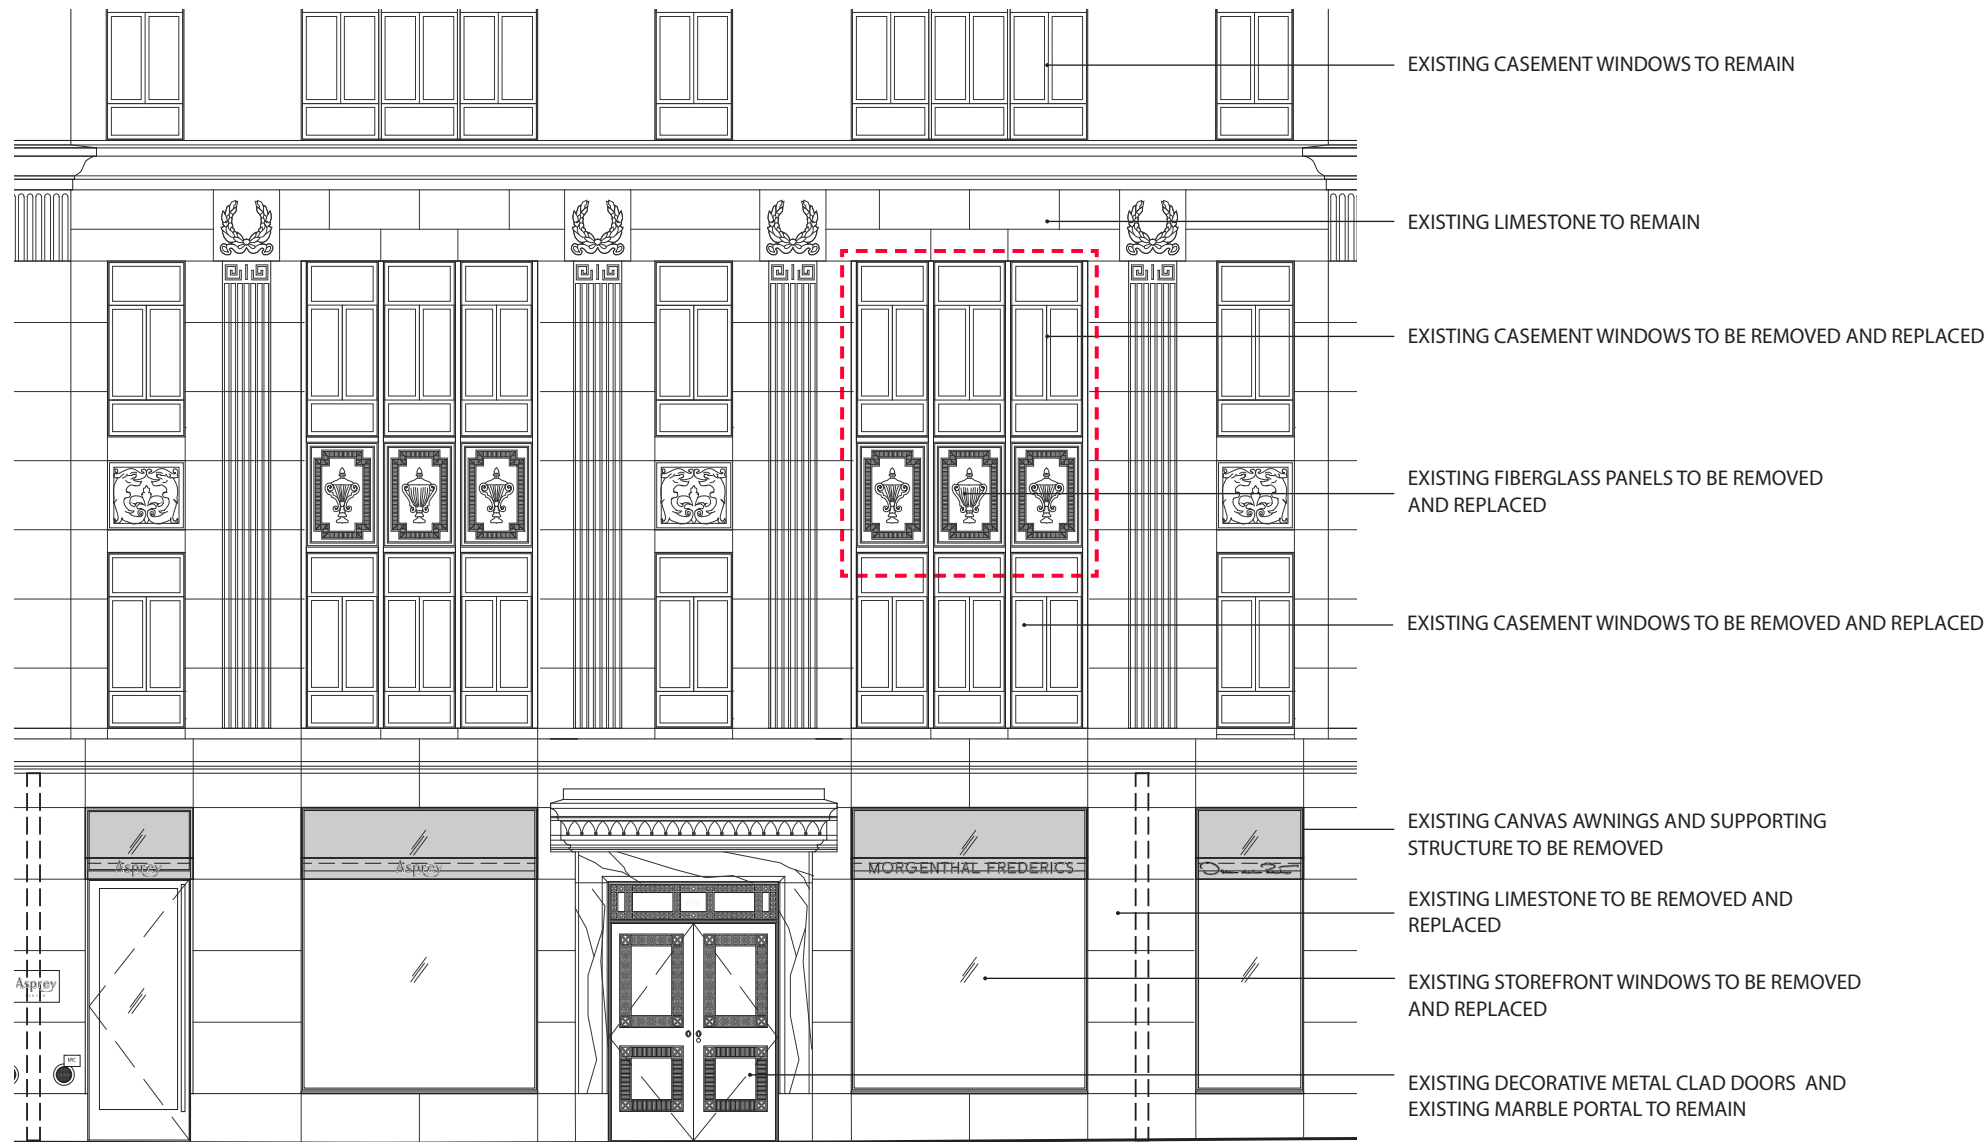 EXISTING CASEMENT WINDOWS TO REMAIN
EXISTING LIMESTONE TO REMAIN
EXISTING CASEMENT WINDOWS TO BE REMOVED AND REPLACED
EXISTING FIBERGLASS PANELS TO BE REMOVED
AND REPLACED
EXISTING CASEMENT WINDOWS TO BE REMOVED AND REPLACED
EXISTING CANVAS AWNINGS AND SUPPORTING
STRUCTURE TO BE REMOVED
Asprey
Asprey
MORGENTHAL FREDERICS
EXISTING LIMESTONE TO BE REMOVED AND
REPLACED
Asprey
EXISTING STOREFRONT WINDOWS TO BE REMOVED
AND REPLACED
EXISTING DECORATIVE METAL CLAD DOORS AND
EXISTING MARBLE PORTAL TO REMAIN